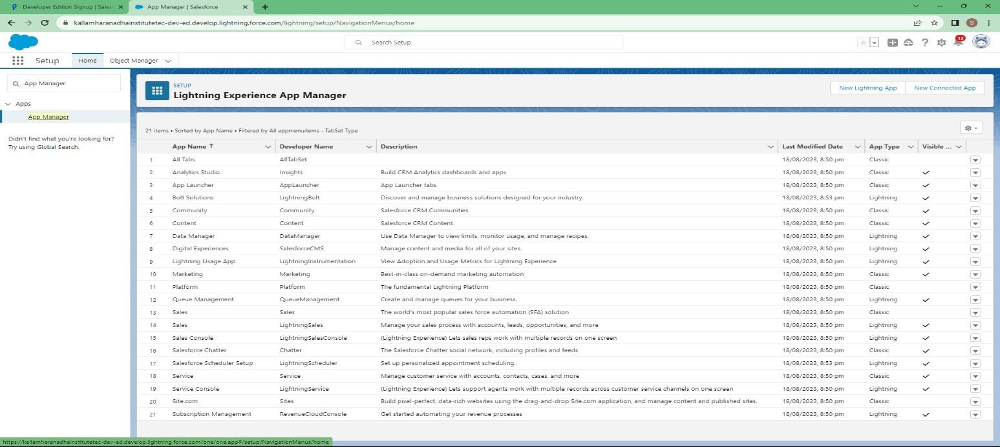 Developer Edition Signup | Sales
App Manager | Salesforce
kallamharanadhainstitutetec-dev-ed.develop.lightning.force.com/lightning/setup/NavigationMenus/home
S
Search Setup
12
Setup Home Object Manager
App Manager
Apps
App Manager
Didn't find what you're looking for?
Try using Global Search.
SETUP
Lightning Experience App Manager
New Lightning App New Connected App
21 items • Sorted by App Name • Filtered by All appmenuitems - TabSet Type
App Name Developer Name Description Last Modified Date App Type Visible ...
1 All Tabs AllTabSet 18/08/2023, 8:50 pm Classic
2 Analytics Studio Insights Build CRM Analytics dashboards and apps 18/08/2023, 8:50 pm Classic
3 App Launcher AppLauncher App Launcher tabs 18/08/2023, 8:50 pm Classic
4 Bolt Solutions LightningBolt Discover and manage business solutions designed for your industry. 18/08/2023, 8:53 pm Lightning
5 Community Community Salesforce CRM Communities 18/08/2023, 8:50 pm Classic
6 Content Content Salesforce CRM Content 18/08/2023, 8:50 pm Classic
7 Data Manager DataManager Use Data Manager to view limits, monitor usage, and manage recipes. 18/08/2023, 8:50 pm Lightning
8 Digital Experiences SalesforceCMS Manage content and media for all of your sites. 18/08/2023, 8:50 pm Lightning
9 Lightning Usage App LightningInstrumentation View Adoption and Usage Metrics for Lightning Experience 18/08/2023, 8:50 pm Lightning
10 Marketing Marketing Best-in-class on-demand marketing automation 18/08/2023, 8:50 pm Classic
11 Platform Platform The fundamental Lightning Platform 18/08/2023, 8:50 pm Classic
12 Queue Management QueueManagement Create and manage queues for your business. 18/08/2023, 8:50 pm Lightning
13 Sales Sales The world's most popular sales force automation (SFA) solution 18/08/2023, 8:50 pm Classic
14 Sales LightningSales Manage your sales process with accounts, leads, opportunities, and more 18/08/2023, 8:50 pm Lightning
15 Sales Console LightningSalesConsole (Lightning Experience) Lets sales reps work with multiple records on one screen 18/08/2023, 8:50 pm Lightning
16 Salesforce Chatter Chatter The Salesforce Chatter social network, including profiles and feeds 18/08/2023, 8:50 pm Classic
17 Salesforce Scheduler Setup LightningScheduler Set up personalized appointment scheduling. 18/08/2023, 8:53 pm Lightning
18 Service Service Manage customer service with accounts, contacts, cases, and more 18/08/2023, 8:50 pm Classic
19 Service Console LightningService (Lightning Experience) Lets support agents work with multiple records across customer service channels on one screen 18/08/2023, 8:50 pm Lightning
20 Site.com Sites Build pixel-perfect, data-rich websites using the drag-and-drop Site.com application, and manage content and published sites. 18/08/2023, 8:50 pm Classic
21 Subscription Management RevenueCloudConsole Get started automating your revenue processes 18/08/2023, 8:50 pm Lightning
https://kallamharanadhainstitutetec-dev-ed.develop.lightning.force.com/one/one.app#/setup/NavigationMenus/home